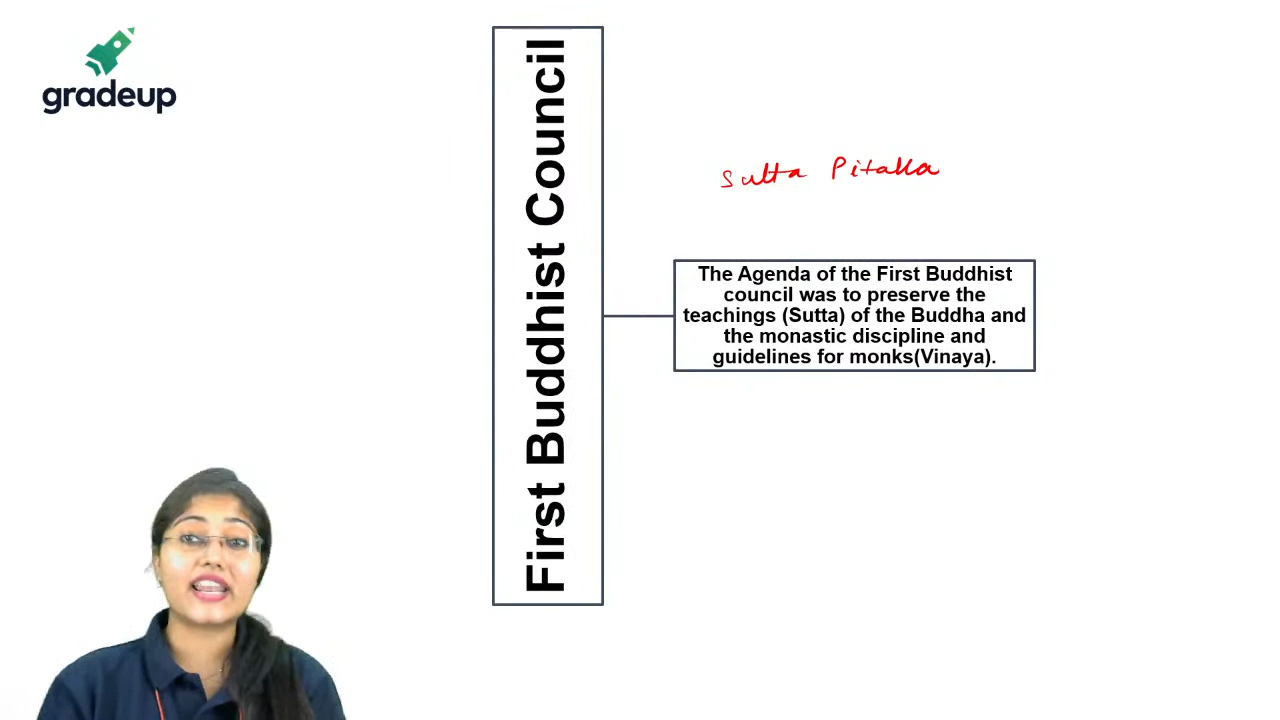 gradeup
First Buddhist Council
Sutta Pitaka
The Agenda of the First Buddhist
council was to preserve the
teachings (Sutta) of the Buddha and
the monastic discipline and
guidelines for monks(Vinaya).